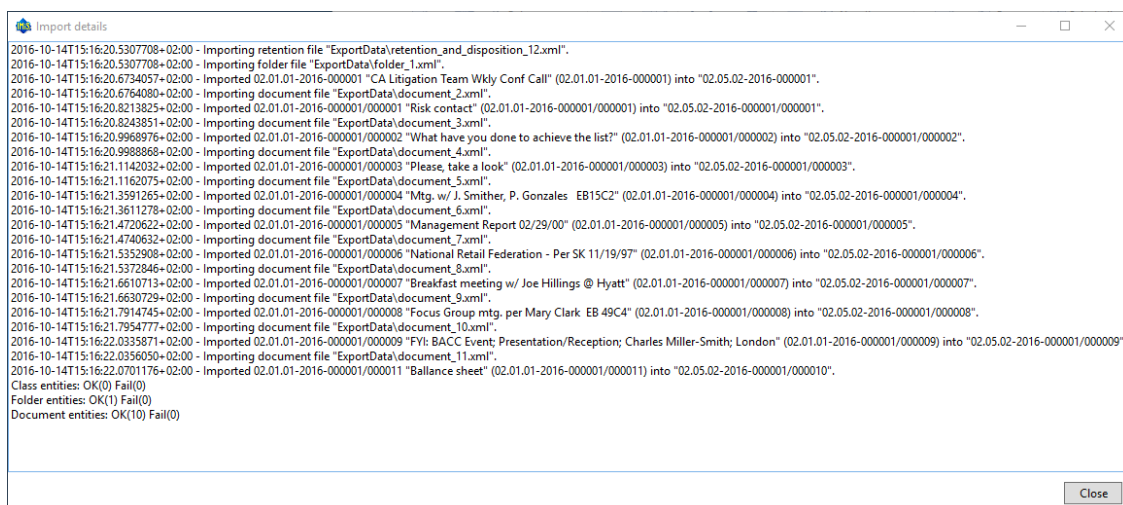 Import details
2016-10-14T15:16:20.5307708+02:00 - Importing retention file "ExportData\retention_and_disposition_12.xml".
2016-10-14T15:16:20.5307708+02:00 - Importing folder file "ExportData\folder_1.xml".
2016-10-14T15:16:20.6734057+02:00 - Imported 02.01.01-2016-000001 "CA Litigation Team Wkly Conf Call" (02.01.01-2016-000001) into "02.05.02-2016-000001".
2016-10-14T15:16:20.6764080+02:00 - Importing document file "ExportData\document_2.xml".
2016-10-14T15:16:20.8213825+02:00 - Imported 02.01.01-2016-000001/000001 "Risk contact" (02.01.01-2016-000001/000001) into "02.05.02-2016-000001/000001".
2016-10-14T15:16:20.8243851+02:00 - Importing document file "ExportData\document_3.xml".
2016-10-14T15:16:20.9968976+02:00 - Imported 02.01.01-2016-000001/000002 "What have you done to achieve the list?" (02.01.01-2016-000001/000002) into "02.05.02-2016-000001/000002".
2016-10-14T15:16:20.9988868+02:00 - Importing document file "ExportData\document_4.xml".
2016-10-14T15:16:21.1142032+02:00 - Imported 02.01.01-2016-000001/000003 "Please, take a look" (02.01.01-2016-000001/000003) into "02.05.02-2016-000001/000003".
2016-10-14T15:16:21.1162075+02:00 - Importing document file "ExportData\document_5.xml".
2016-10-14T15:16:21.3591265+02:00 - Imported 02.01.01-2016-000001/000004 "Mtg. w/ J. Smither, P. Gonzales   EB15C2" (02.01.01-2016-000001/000004) into "02.05.02-2016-000001/000004".
2016-10-14T15:16:21.3611278+02:00 - Importing document file "ExportData\document_6.xml".
2016-10-14T15:16:21.4720622+02:00 - Imported 02.01.01-2016-000001/000005 "Management Report 02/29/00" (02.01.01-2016-000001/000005) into "02.05.02-2016-000001/000005".
2016-10-14T15:16:21.4740632+02:00 - Importing document file "ExportData\document_7.xml".
2016-10-14T15:16:21.5352908+02:00 - Imported 02.01.01-2016-000001/000006 "National Retail Federation - Per SK 11/19/97" (02.01.01-2016-000001/000006) into "02.05.02-2016-000001/000006".
2016-10-14T15:16:21.5372846+02:00 - Importing document file "ExportData\document_8.xml".
2016-10-14T15:16:21.6610713+02:00 - Imported 02.01.01-2016-000001/000007 "Breakfast meeting w/ Joe Hillings @ Hyatt" (02.01.01-2016-000001/000007) into "02.05.02-2016-000001/000007".
2016-10-14T15:16:21.6630729+02:00 - Importing document file "ExportData\document_9.xml".
2016-10-14T15:16:21.7914745+02:00 - Imported 02.01.01-2016-000001/000008 "Focus Group mtg. per Mary Clark  EB 49C4" (02.01.01-2016-000001/000008) into "02.05.02-2016-000001/000008".
2016-10-14T15:16:21.7954777+02:00 - Importing document file "ExportData\document_10.xml".
2016-10-14T15:16:22.0335871+02:00 - Imported 02.01.01-2016-000001/000009 "FYI: BACC Event; Presentation/Reception; Charles Miller-Smith; London" (02.01.01-2016-000001/000009) into "02.05.02-2016-000001/000009"
2016-10-14T15:16:22.0356050+02:00 - Importing document file "ExportData\document_11.xml".
2016-10-14T15:16:22.0701176+02:00 - Imported 02.01.01-2016-000001/000011 "Ballance sheet" (02.01.01-2016-000001/000011) into "02.05.02-2016-000001/000010".
Class entities: OK(0) Fail(0)
Folder entities: OK(1) Fail(0)
Document entities: OK(10) Fail(0)
Close